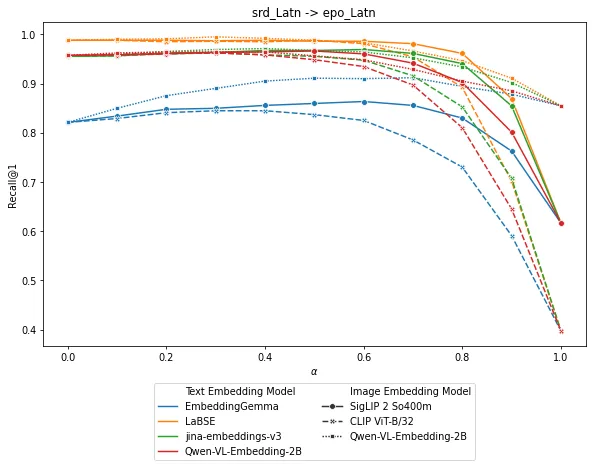 srd_Latn -> epo_Latn
1.0
0.9
0.8
0.7
0.6
0.5
0.4
Recall@1
0.0 0.2 0.4 0.6 0.8 1.0
α
Text Embedding Model Image Embedding Model
EmbeddingGemma SigLIP 2 So400m
LaBSE CLIP ViT-B/32
jina-embeddings-v3 Qwen-VL-Embedding-2B
Qwen-VL-Embedding-2B